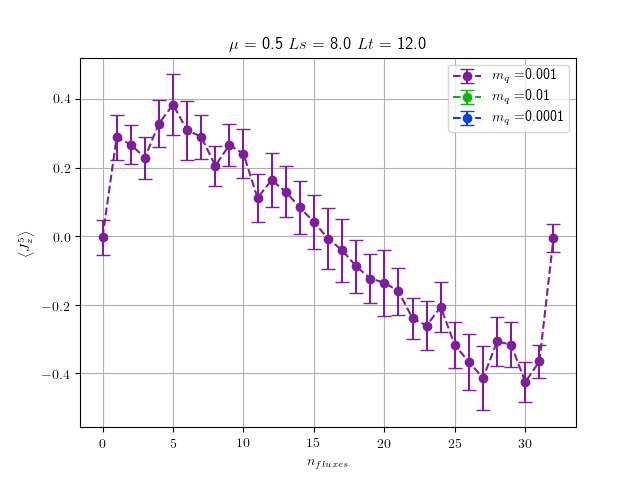 μ = 0.5 Ls = 8.0 Lt = 12.0
m_q =0.001
m_q =0.01
m_q =0.0001
⟨J_z^5⟩
0.4
0.2
0.0
−0.2
−0.4
0 5 10 15 20 25 30
n_fluxes